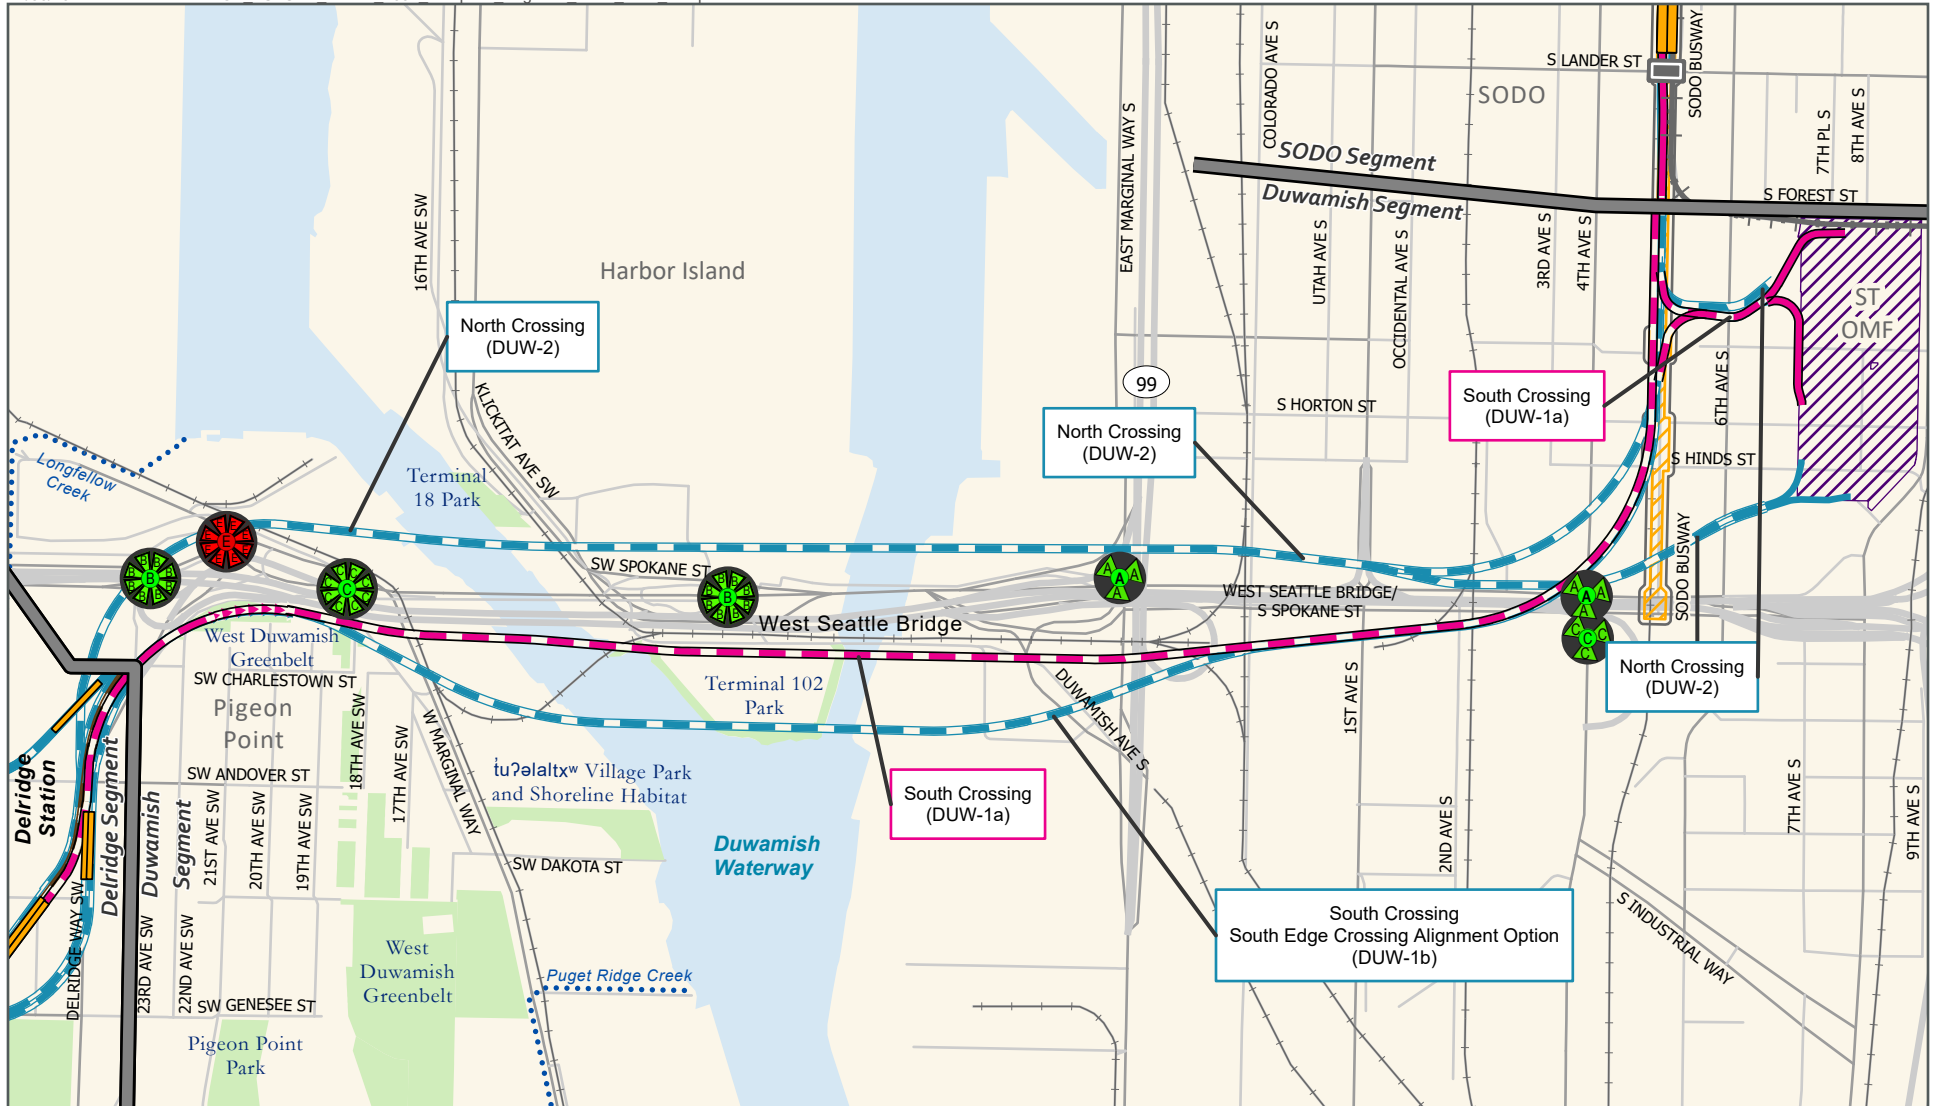 S LANDER ST
SODO BUSWAY
SODO
COLORADO AVE S
EAST MARGINAL WAY S
7TH PL S
8TH AVE S
SODO Segment
Duwamish Segment
S FOREST ST
16TH AVE SW
Harbor Island
UTAH AVE S
OCCIDENTAL AVE S
3RD AVE S
4TH AVE S
ST
OMF
North Crossing
(DUW-2)
99
South Crossing
(DUW-1a)
6TH AVE S
KLICKITAT AVE SW
S HORTON ST
North Crossing
(DUW-2)
S HINDS ST
Longfellow
Creek
Terminal
18 Park
SODO BUSWAY
E
B
C
B
A
A
C
SW SPOKANE ST
WEST SEATTLE BRIDGE/
S SPOKANE ST
West Seattle Bridge
West Duwamish
Greenbelt
SW CHARLESTOWN ST
North Crossing
(DUW-2)
Pigeon
Point
18TH AVE SW
17TH AVE SW
W MARGINAL WAY
Terminal 102
Park
DUWAMISH AVE S
1ST AVE S
Delridge
Station
Delridge Segment
Duwamish
Segment
SW ANDOVER ST
21ST AVE SW
20TH AVE SW
19TH AVE SW
t̓uʔəlaltxʷ Village Park
and Shoreline Habitat
South Crossing
(DUW-1a)
2ND AVE S
7TH AVE S
9TH AVE S
Duwamish
Waterway
SW DAKOTA ST
South Crossing
South Edge Crossing Alignment Option
(DUW-1b)
S INDUSTRIAL WAY
DELRIDGE WAY SW
23RD AVE SW
22ND AVE SW
West
Duwamish
Greenbelt
Puget Ridge Creek
SW GENESEE ST
Pigeon Point
Park